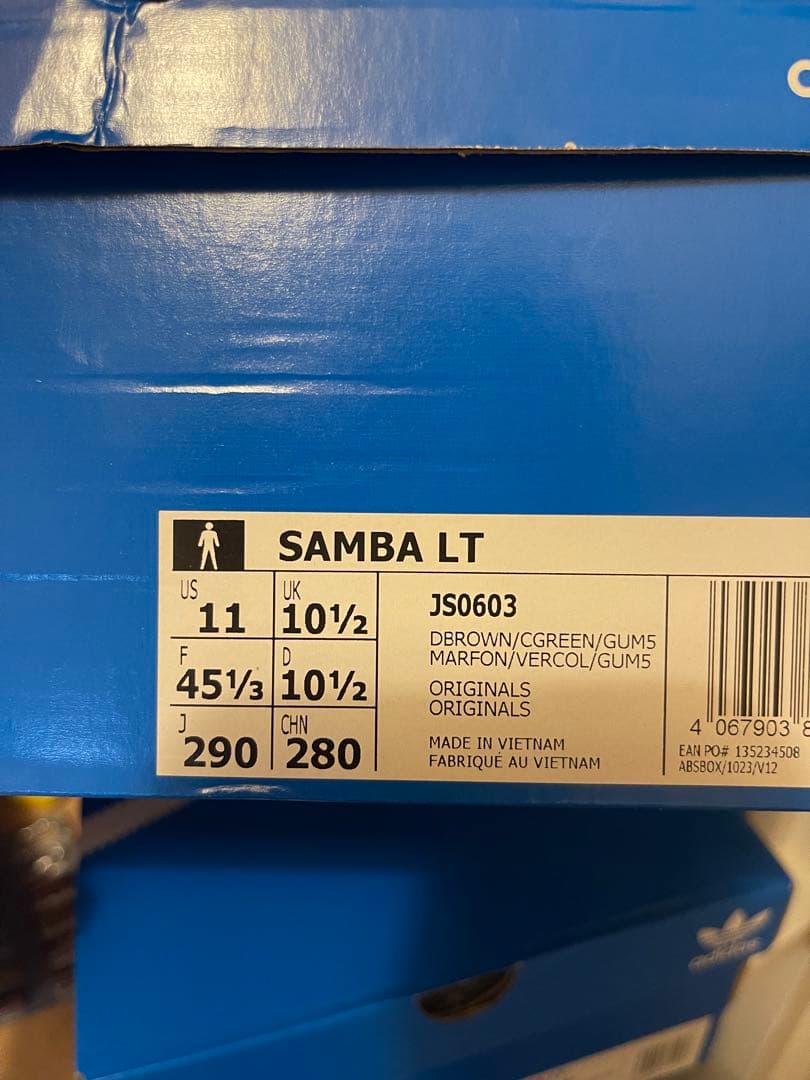 SAMBA LT
US 11 UK 10½
F 45⅓ D 10½
J 290 CHN 280
JS0603
DBROWN/CGREEN/GUM5
MARFON/VERCOL/GUM5
ORIGINALS
ORIGINALS
MADE IN VIETNAM
FABRIQUÉ AU VIETNAM
4 067903 8
EAN PO# 135234508
ABSBOX/1023/V12
adidas